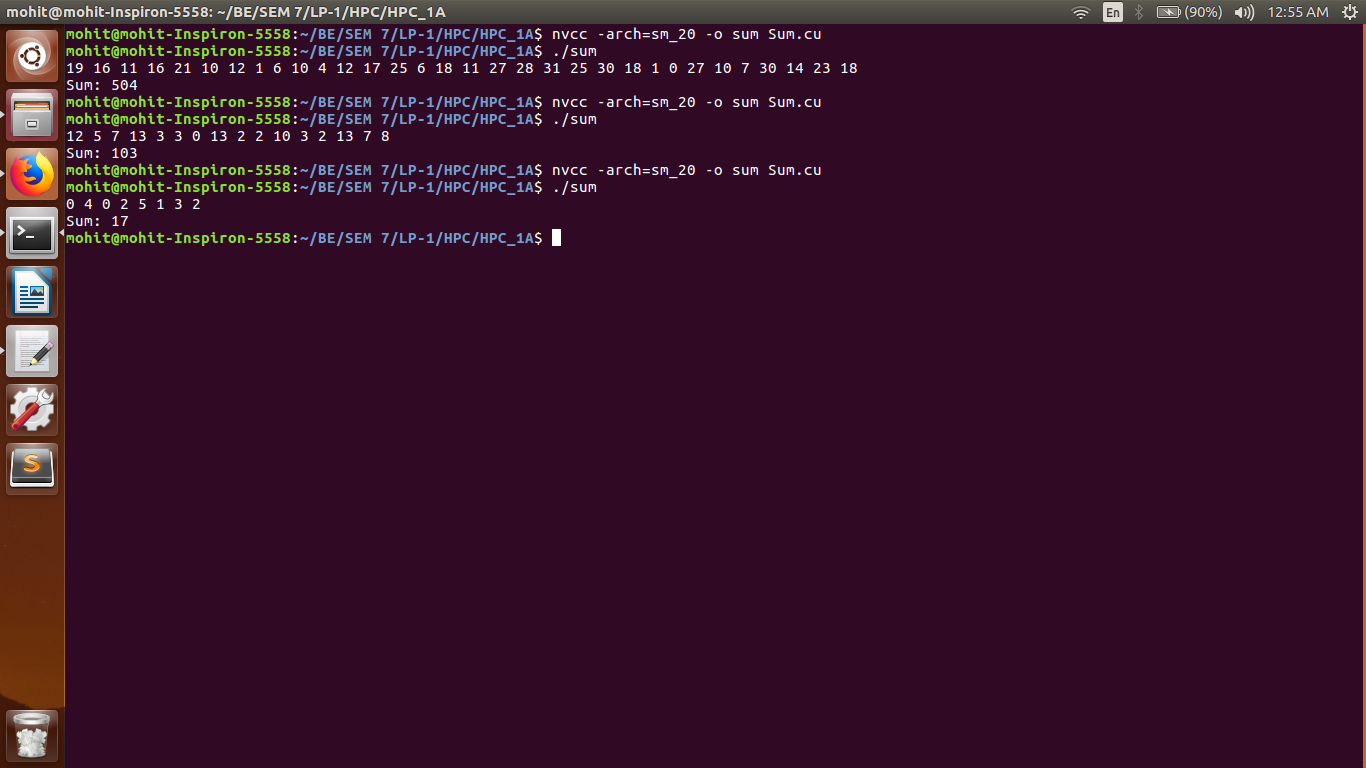 mohit@mohit-Inspiron-5558: ~/BE/SEM 7/LP-1/HPC/HPC_1A
En (90%) 12:55 AM
mohit@mohit-Inspiron-5558:~/BE/SEM 7/LP-1/HPC/HPC_1A$ nvcc -arch=sm_20 -o sum Sum.cu
mohit@mohit-Inspiron-5558:~/BE/SEM 7/LP-1/HPC/HPC_1A$ ./sum
19 16 11 16 21 10 12 1 6 10 4 12 17 25 6 18 11 27 28 31 25 30 18 1 0 27 10 7 30 14 23 18
Sum: 504
mohit@mohit-Inspiron-5558:~/BE/SEM 7/LP-1/HPC/HPC_1A$ nvcc -arch=sm_20 -o sum Sum.cu
mohit@mohit-Inspiron-5558:~/BE/SEM 7/LP-1/HPC/HPC_1A$ ./sum
12 5 7 13 3 3 0 13 2 2 10 3 2 13 7 8
Sum: 103
mohit@mohit-Inspiron-5558:~/BE/SEM 7/LP-1/HPC/HPC_1A$ nvcc -arch=sm_20 -o sum Sum.cu
mohit@mohit-Inspiron-5558:~/BE/SEM 7/LP-1/HPC/HPC_1A$ ./sum
0 4 0 2 5 1 3 2
Sum: 17
mohit@mohit-Inspiron-5558:~/BE/SEM 7/LP-1/HPC/HPC_1A$
>_
S